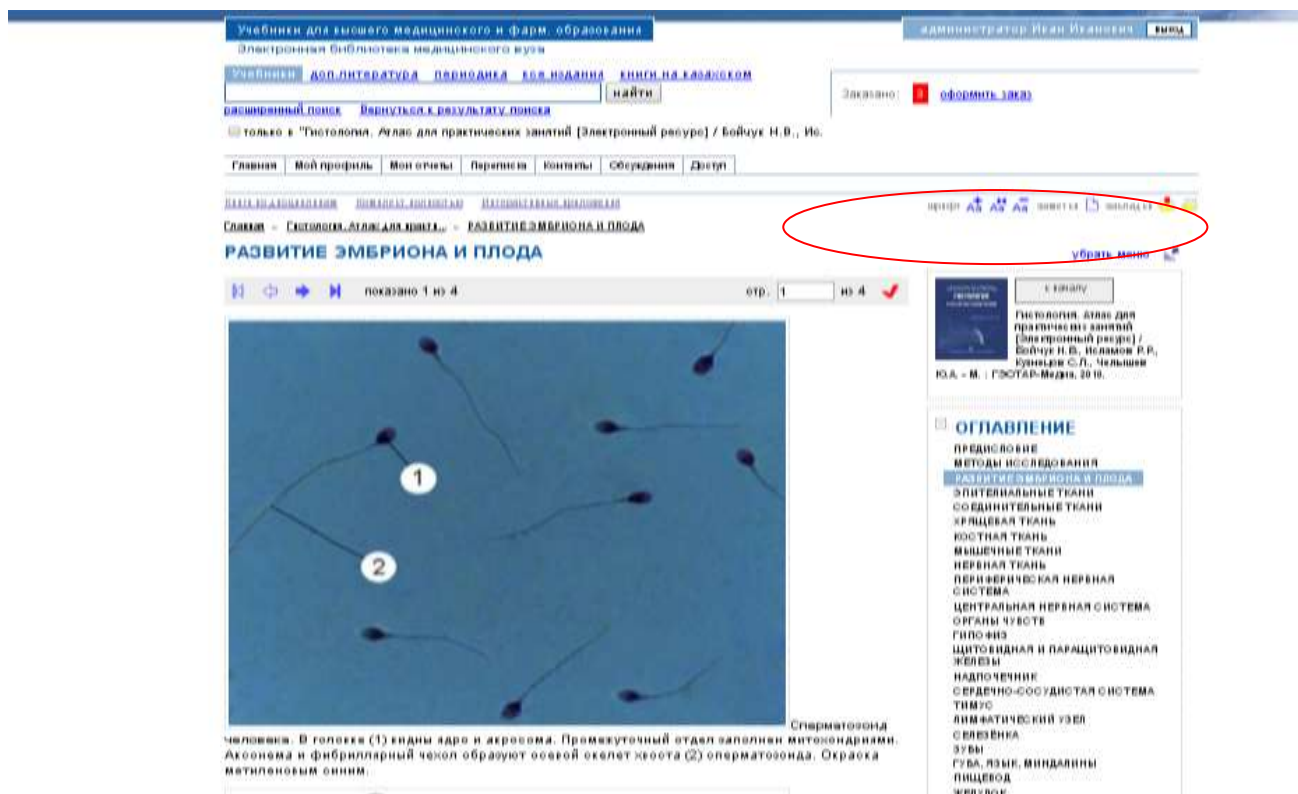 Учебники для высшего медицинского и фарм. образования
администратор Иван Иванович выход
Электронная библиотека медицинского вуза
Учебники доп.литература периодика все издания книги на казахском
найти
Заказано: 3 оформить заказ
расширенный поиск Вернуться к результату поиска
только в "Гистология. Атлас для практических занятий [Электронный ресурс] / Бойчук Н.В., Ис.
Главная Мой профиль Мои отчеты Переписка Контакты Обсуждения Доступ
шрифт заметки закладки
Главная - Гистология. Атлас для практ... - РАЗВИТИЕ ЭМБРИОНА И ПЛОДА
РАЗВИТИЕ ЭМБРИОНА И ПЛОДА
убрать меню
показано 1 из 4
стр. 1 из 4
1
2
Сперматозоид
человека. В головке (1) видны ядро и акросома. Промежуточный отдел заполнен митохондриями.
Аксонема и фибриллярный чехол образуют осевой скелет хвоста (2) сперматозоида. Окраска
метиленовым синим.
к началу
Гистология. Атлас для
практических занятий
[Электронный ресурс] /
Бойчук Н.В., Исламов Р.Р.,
Кузнецов С.Л., Челышев
Ю.А. - М. : ГЭОТАР-Медиа, 2010.
ОГЛАВЛЕНИЕ
ПРЕДИСЛОВИЕ
МЕТОДЫ ИССЛЕДОВАНИЯ
РАЗВИТИЕ ЭМБРИОНА И ПЛОДА
ЭПИТЕЛИАЛЬНЫЕ ТКАНИ
СОЕДИНИТЕЛЬНЫЕ ТКАНИ
ХРЯЩЕВАЯ ТКАНЬ
КОСТНАЯ ТКАНЬ
МЫШЕЧНЫЕ ТКАНИ
НЕРВНАЯ ТКАНЬ
ПЕРИФЕРИЧЕСКАЯ НЕРВНАЯ
СИСТЕМА
ЦЕНТРАЛЬНАЯ НЕРВНАЯ СИСТЕМА
ОРГАНЫ ЧУВСТВ
ГИПОФИЗ
ЩИТОВИДНАЯ И ПАРАЩИТОВИДНАЯ
ЖЕЛЕЗЫ
НАДПОЧЕЧНИК
СЕРДЕЧНО-СОСУДИСТАЯ СИСТЕМА
ТИМУС
ЛИМФАТИЧЕСКИЙ УЗЕЛ
СЕЛЕЗЁНКА
ЗУБЫ
ГУБА, ЯЗЫК, МИНДАЛИНЫ
ПИЩЕВОД
ЖЕЛУДОК